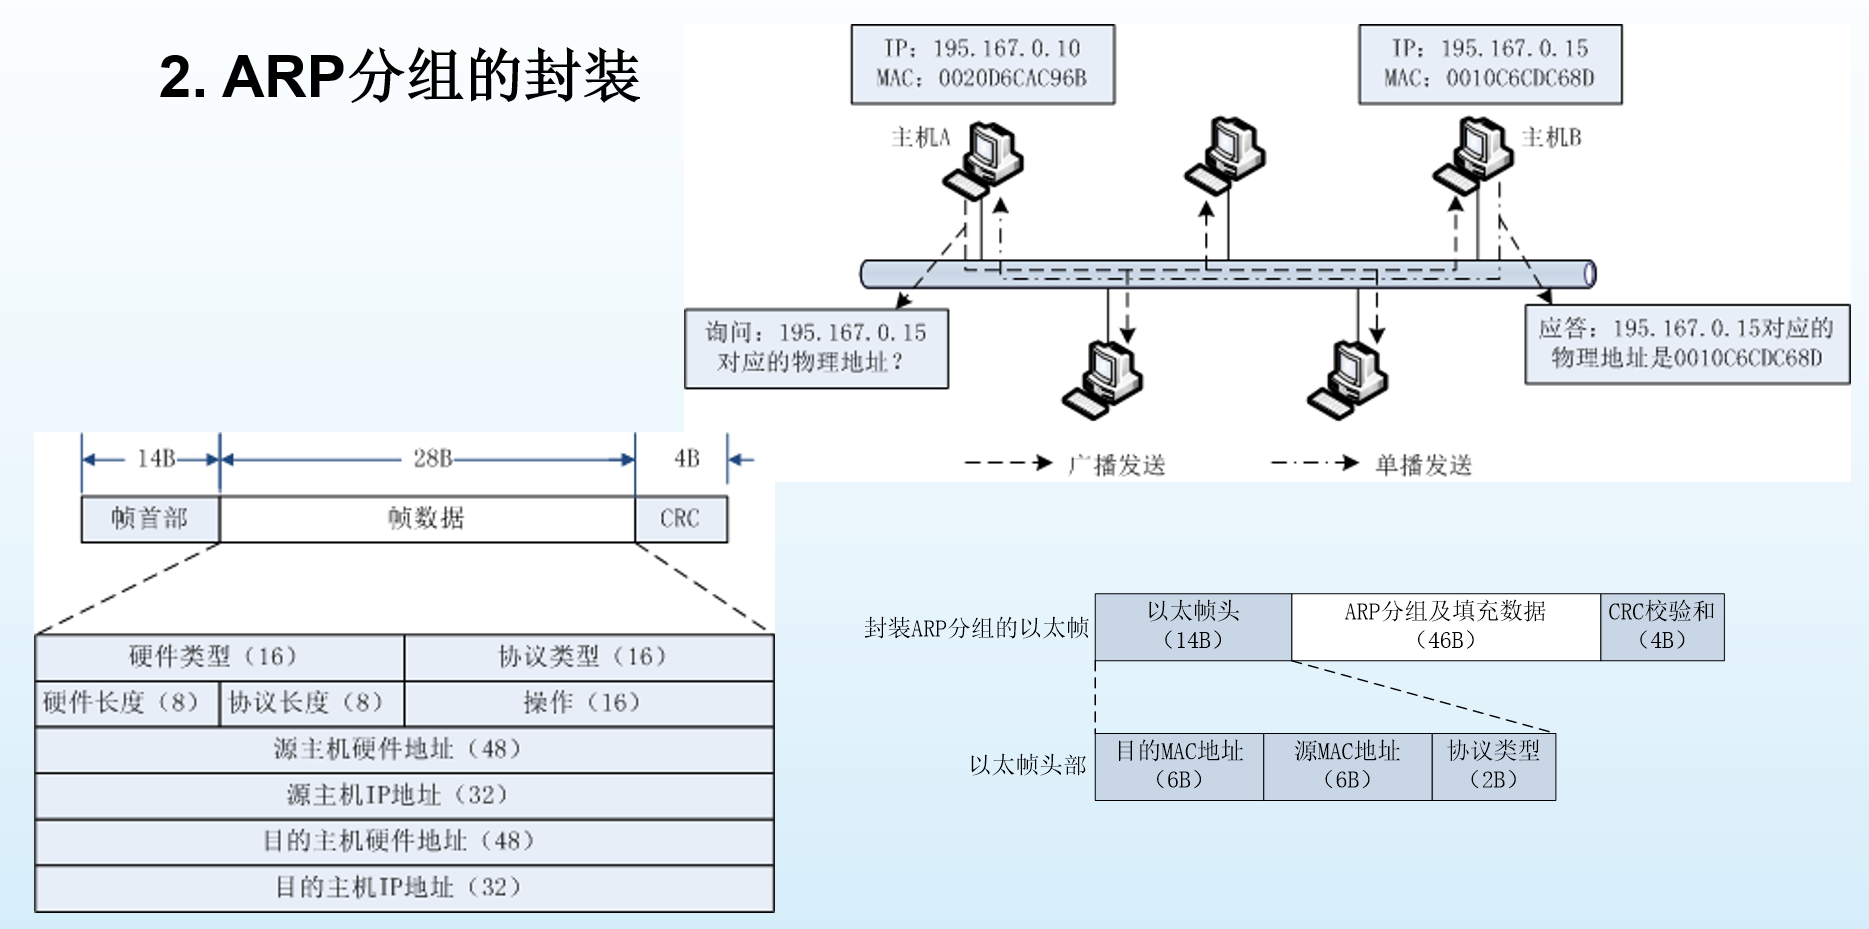 2. ARP分组的封装
IP：195.167.0.10
MAC：0020D6CAC96B
IP：195.167.0.15
MAC：0010C6CDC68D
主机A
主机B
询问：195.167.0.15
对应的物理地址？
应答：195.167.0.15对应的
物理地址是0010C6CDC68D
广播发送
单播发送
14B
28B
4B
帧首部
帧数据
CRC
硬件类型（16）
协议类型（16）
硬件长度（8）
协议长度（8）
操作（16）
源主机硬件地址（48）
源主机IP地址（32）
目的主机硬件地址（48）
目的主机IP地址（32）
封装ARP分组的以太帧
以太帧头
（14B）
ARP分组及填充数据
（46B）
CRC校验和
（4B）
以太帧头部
目的MAC地址
（6B）
源MAC地址
（6B）
协议类型
（2B）